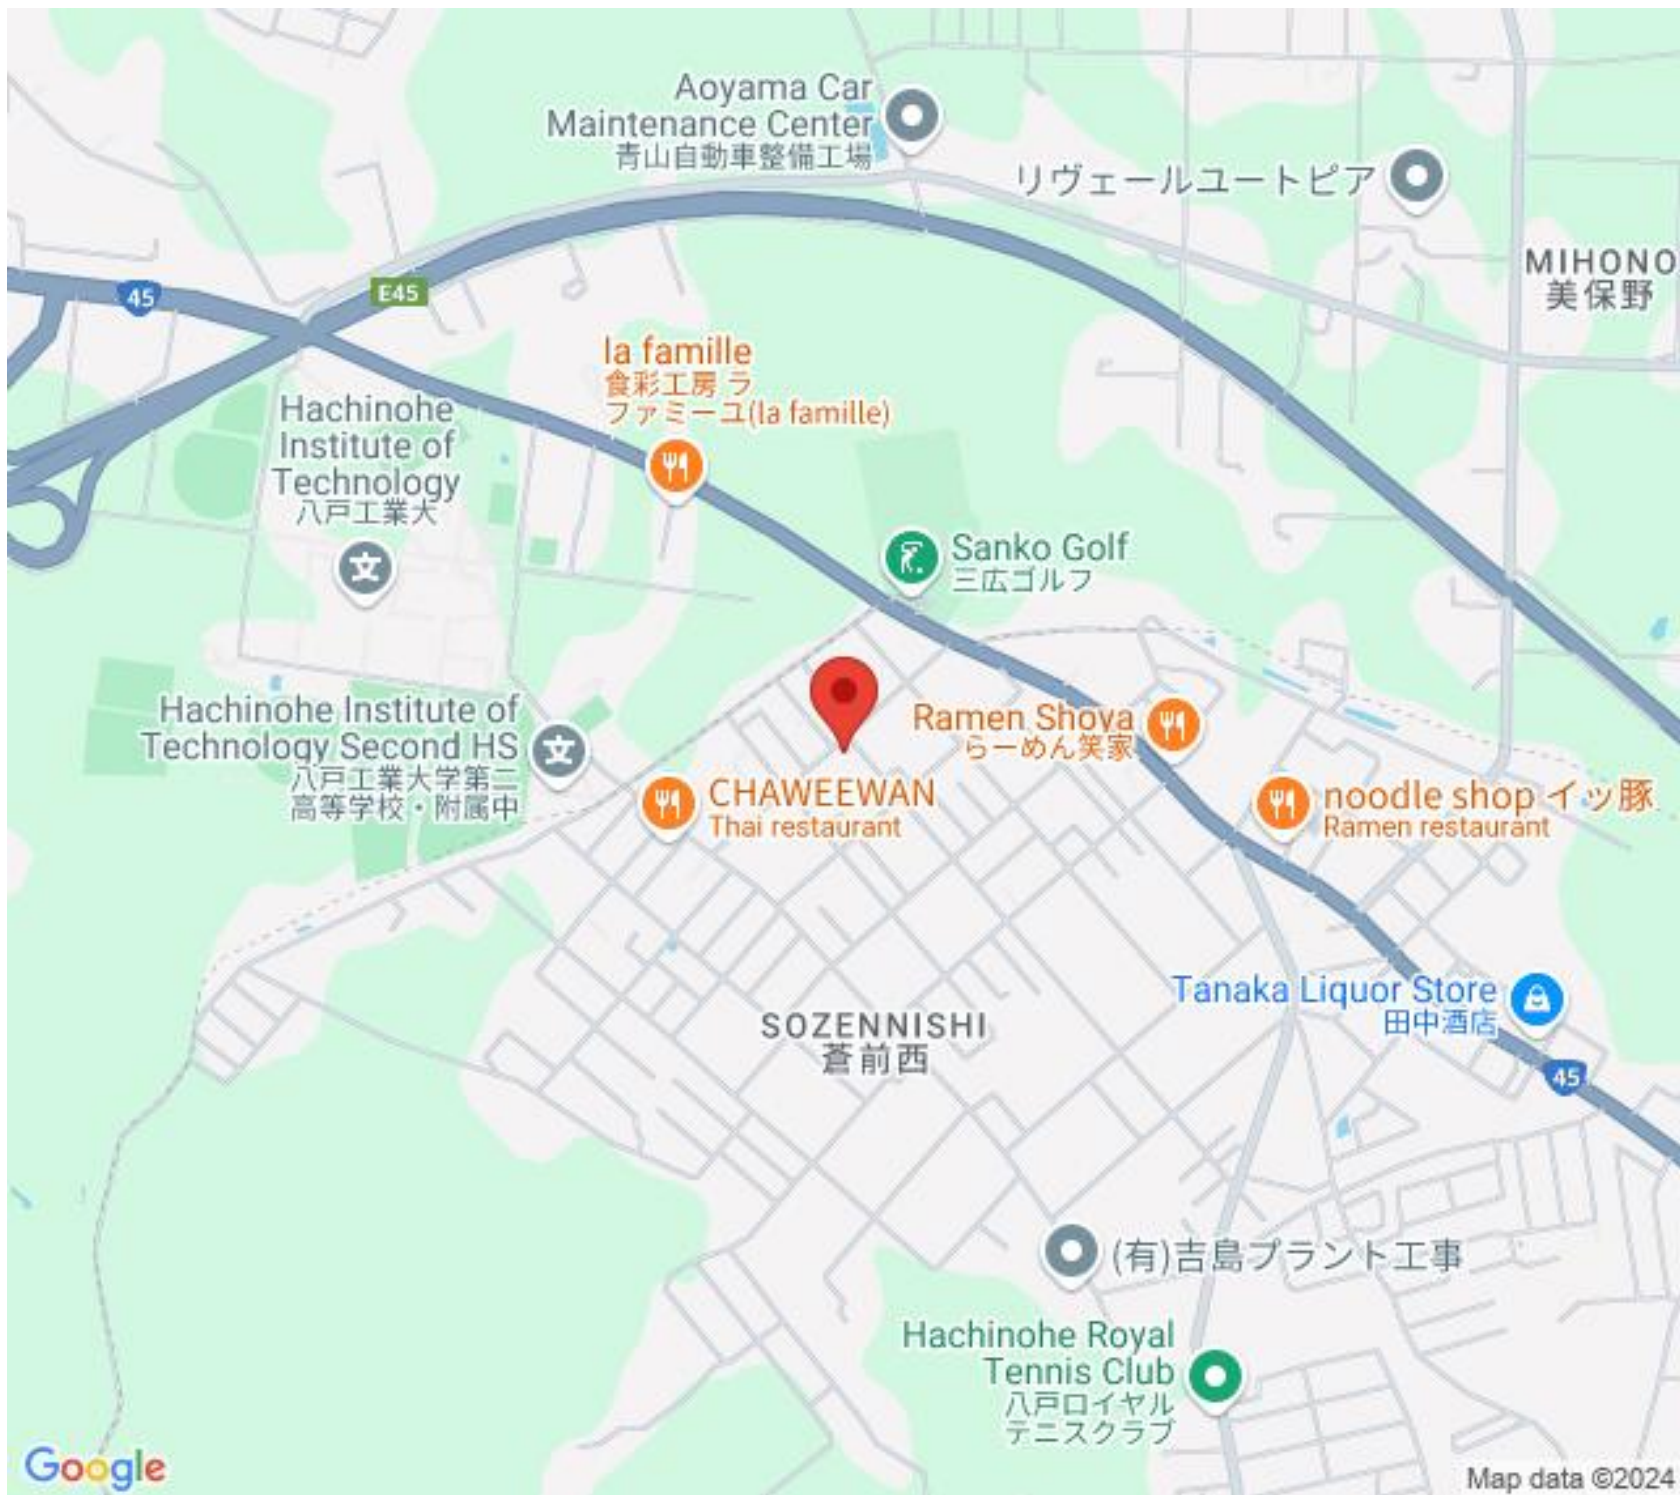 Aoyama Car
Maintenance Center
青山自動車整備工場
リヴェールユートピア
MIHONO
美保野
45
E45
la famille
食彩工房 ラ
ファミーユ(la famille)
Hachinohe
Institute of
Technology
八戸工業大
Sanko Golf
三広ゴルフ
Hachinohe Institute of
Technology Second HS
八戸工業大学第二
高等学校・附属中
Ramen Shoya
らーめん笑家
CHAWEEWAN
Thai restaurant
noodle shop イッ豚
Ramen restaurant
Tanaka Liquor Store
田中酒店
SOZENNISHI
蒼前西
45
(有)吉島プラント工事
Hachinohe Royal
Tennis Club
八戸ロイヤル
テニスクラブ
Google
Map data ©2024